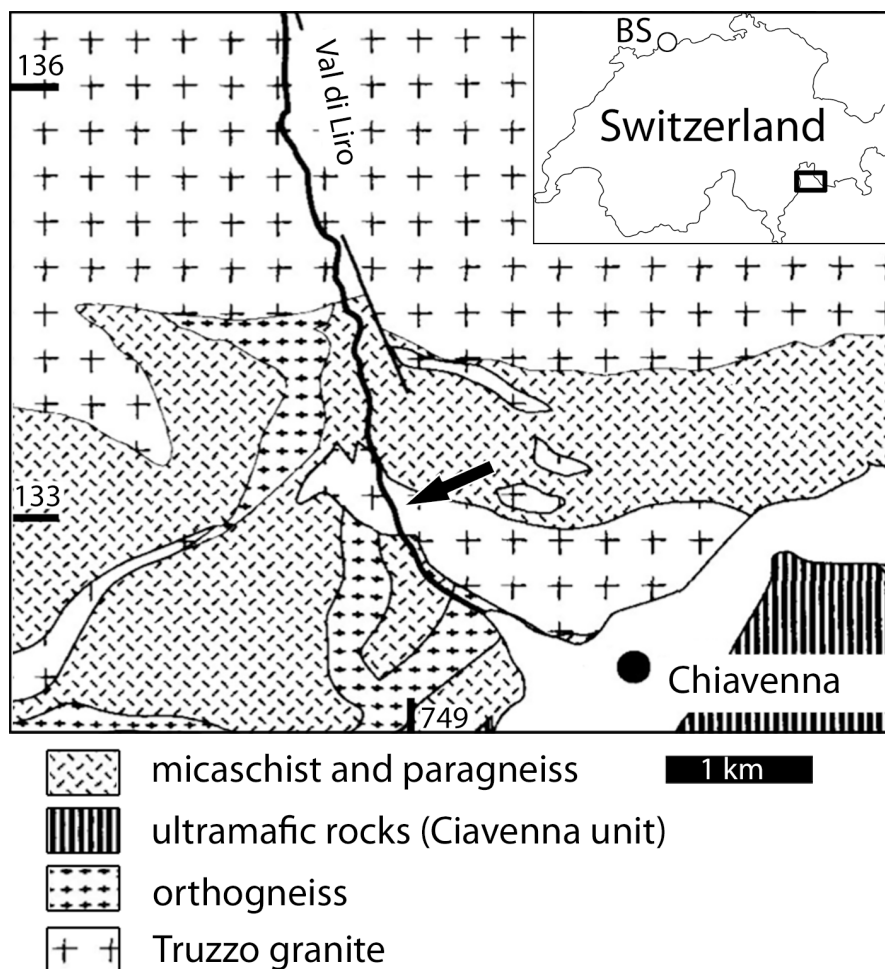 BS
Switzerland
136
Val di Liro
133
Chiavenna
749
micaschist and paragneiss
1 km
ultramafic rocks (Ciavenna unit)
orthogneiss
Truzzo granite